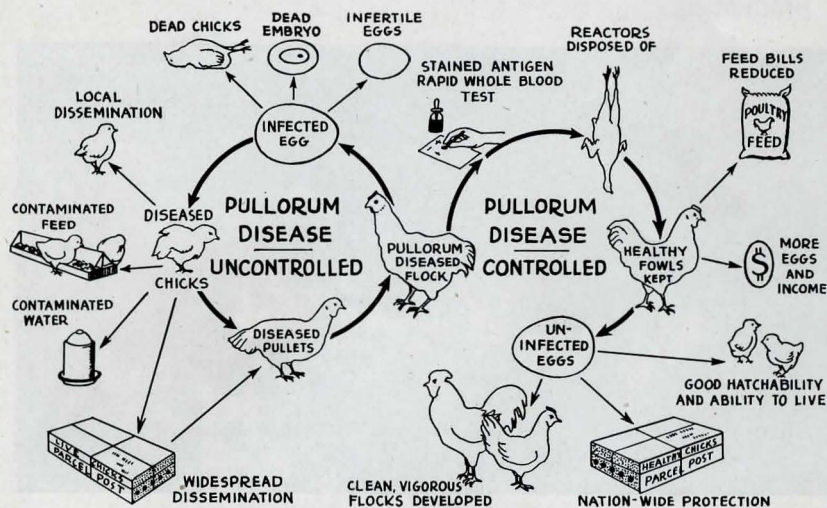 DEAD CHICKS
DEAD
EMBRYO
INFERTILE
EGGS
INFECTED
EGG
LOCAL
DISSEMINATION
DISEASED
CHICKS
CONTAMINATED
FEED
CONTAMINATED
WATER
LIVE CHICKS
PARCEL POST
WIDESPREAD
DISSEMINATION
DISEASED
PULLETS
PULLORUM
DISEASE
UNCONTROLLED
PULLORUM
DISEASED
FLOCK
STAINED ANTIGEN
RAPID WHOLE BLOOD
TEST
REACTORS
DISPOSED OF
PULLORUM
DISEASE
CONTROLLED
HEALTHY
FOWLS
KEPT
FEED BILLS
REDUCED
POULTRY
FEED
$
MORE
EGGS
AND
INCOME
GOOD HATCHABILITY
AND ABILITY TO LIVE
UN-
INFECTED
EGGS
CLEAN, VIGOROUS
FLOCKS DEVELOPED
HEALTHY CHICKS
PARCEL POST
NATION-WIDE PROTECTION